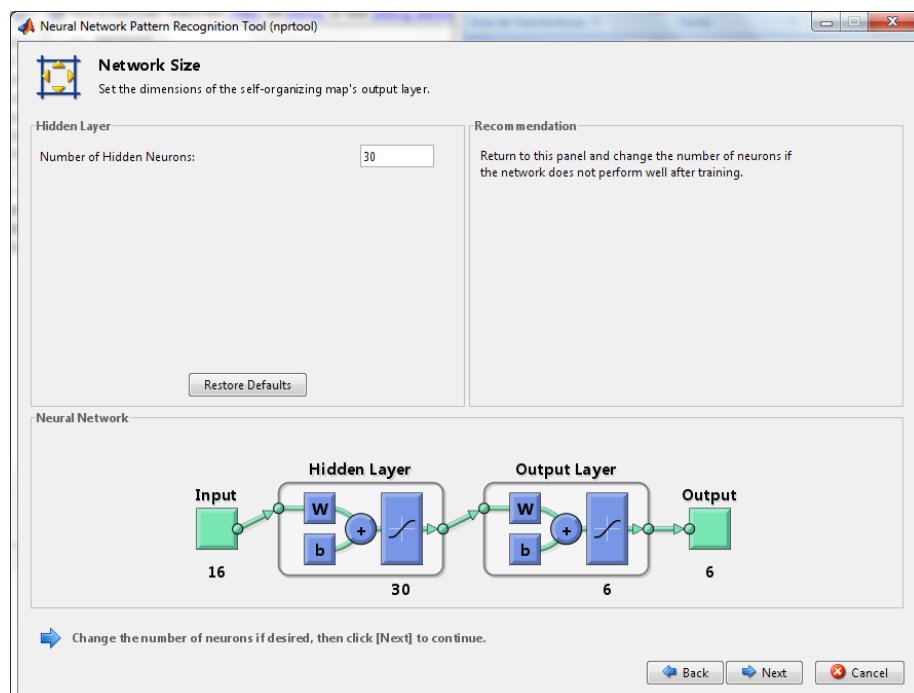 Neural Network Pattern Recognition Tool (nprtool)
Network Size
Set the dimensions of the self-organizing map's output layer.
Hidden Layer
Number of Hidden Neurons:
30
Restore Defaults
Recommendation
Return to this panel and change the number of neurons if
the network does not perform well after training.
Neural Network
Hidden Layer
Output Layer
Input
Output
W
b
+
W
b
+
16
30
6
6
Change the number of neurons if desired, then click [Next] to continue.
Back
Next
Cancel